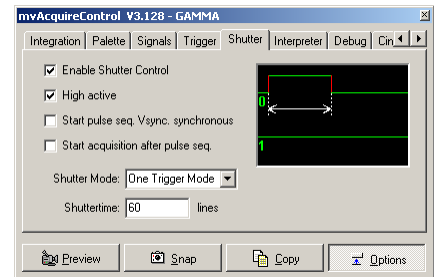 mvAcquireControl V3.128 - GAMMA
Integration Palette Signals Trigger Shutter Interpreter Debug Cin
Enable Shutter Control
High active
Start pulse seq. Vsync. synchronous
Start acquisition after pulse seq.
0
1
Shutter Mode: One Trigger Mode
Shuttertime: 60 lines
Preview Snap Copy Options